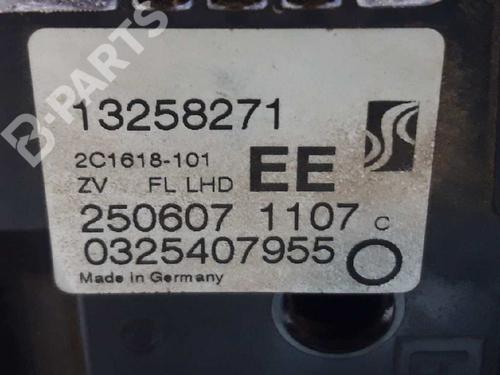 B-PARTS
13258271
2C1618-101
ZV FL LHD EE
250607 1107 C
0325407955
Made in Germany